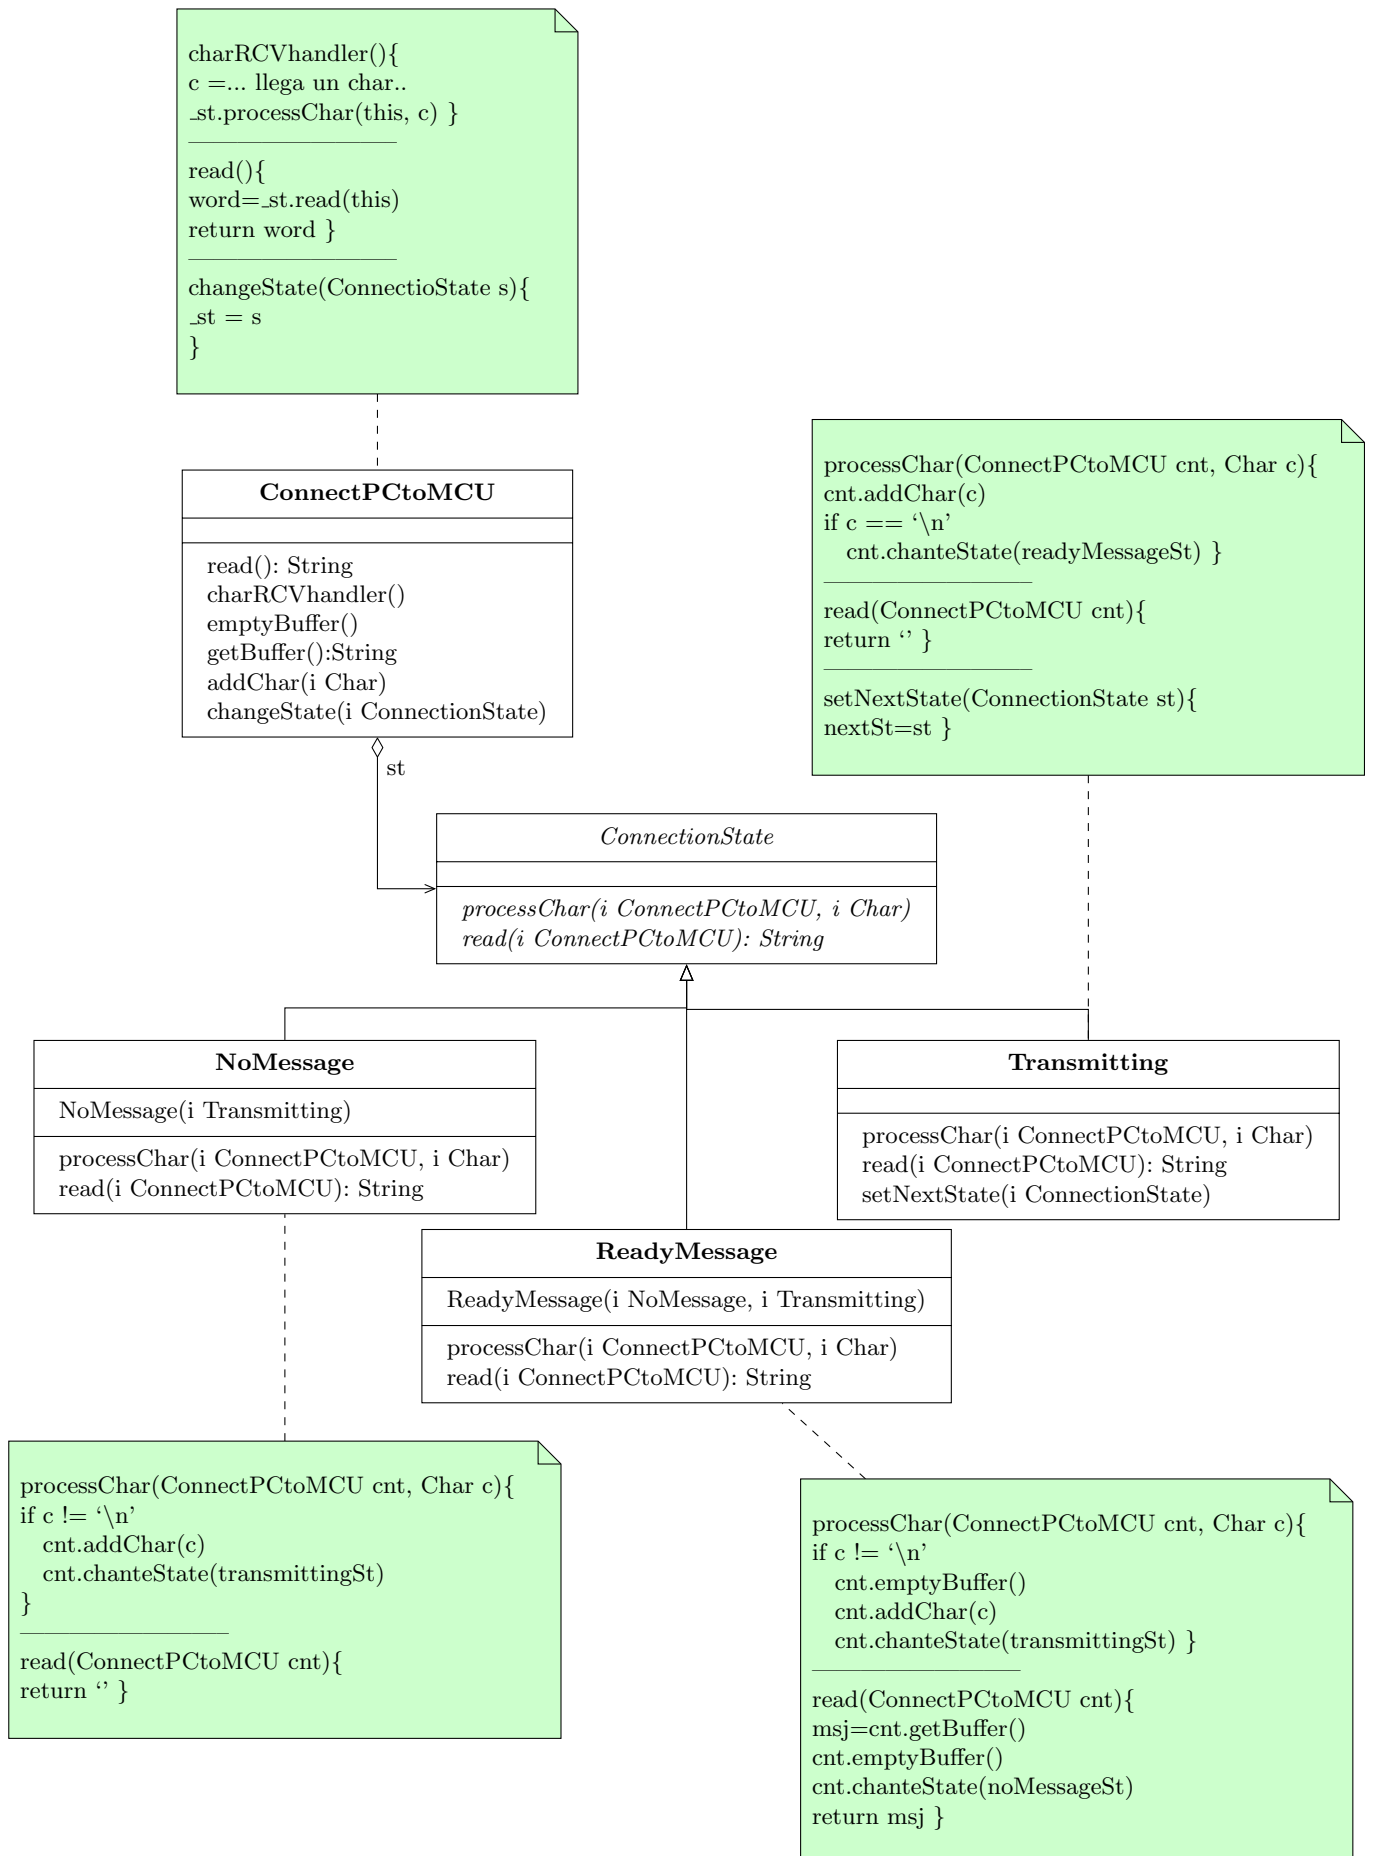 charRCVhandler(){
c =... llega un char..
_st.processChar(this, c) }
read(){
word=_st.read(this)
return word }
changeState(ConnectioState s){
_st = s
}
ConnectPCtoMCU
read(): String
charRCVhandler()
emptyBuffer()
getBuffer():String
addChar(i Char)
changeState(i ConnectionState)
st
processChar(ConnectPCtoMCU cnt, Char c){
cnt.addChar(c)
if c == ‘\n’
cnt.chanteState(readyMessageSt) }
read(ConnectPCtoMCU cnt){
return ‘’ }
setNextState(ConnectionState st){
nextSt=st }
ConnectionState
processChar(i ConnectPCtoMCU, i Char)
read(i ConnectPCtoMCU): String
NoMessage
NoMessage(i Transmitting)
processChar(i ConnectPCtoMCU, i Char)
read(i ConnectPCtoMCU): String
Transmitting
processChar(i ConnectPCtoMCU, i Char)
read(i ConnectPCtoMCU): String
setNextState(i ConnectionState)
ReadyMessage
ReadyMessage(i NoMessage, i Transmitting)
processChar(i ConnectPCtoMCU, i Char)
read(i ConnectPCtoMCU): String
processChar(ConnectPCtoMCU cnt, Char c){
if c != ‘\n’
cnt.addChar(c)
cnt.chanteState(transmittingSt)
}
read(ConnectPCtoMCU cnt){
return ‘’ }
processChar(ConnectPCtoMCU cnt, Char c){
if c != ‘\n’
cnt.emptyBuffer()
cnt.addChar(c)
cnt.chanteState(transmittingSt) }
read(ConnectPCtoMCU cnt){
msj=cnt.getBuffer()
cnt.emptyBuffer()
cnt.chanteState(noMessageSt)
return msj }